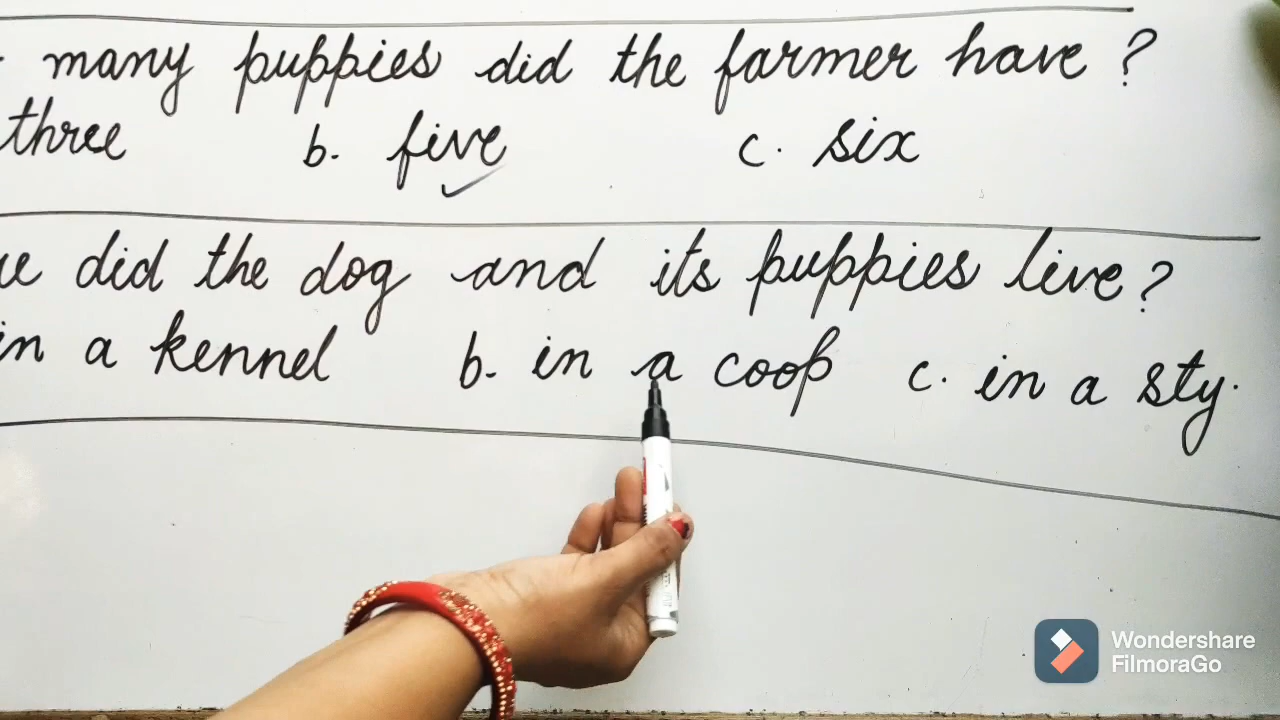 many puppies did the farmer have ?
three b. five c. six
did the dog and its puppies live?
in a kennel b. in a coop c. in a sty.
Wondershare
FilmoraGo